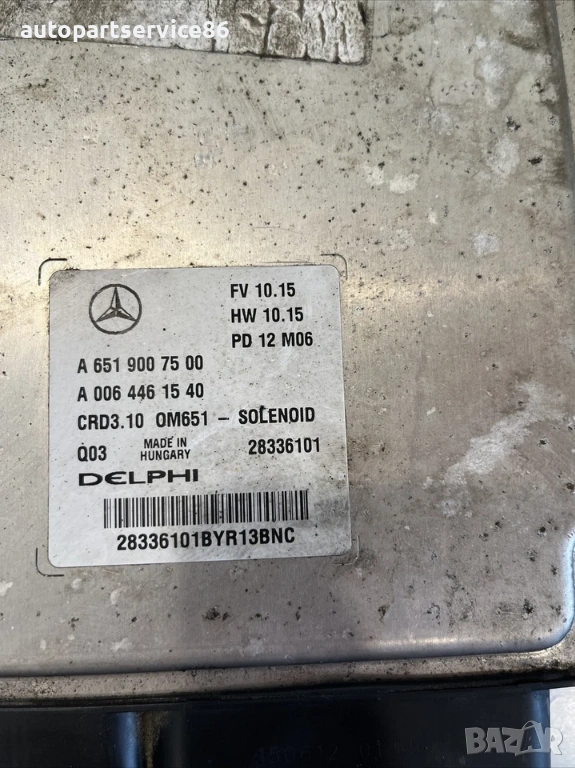 autopartservice86
FV 10.15
HW 10.15
PD 12 M06
A 651 900 75 00
A 006 446 15 40
CRD3.10 OM651 - SOLENOID
Q03 MADE IN HUNGARY 28336101
DELPHI
28336101BYR13BNC
BAZAR